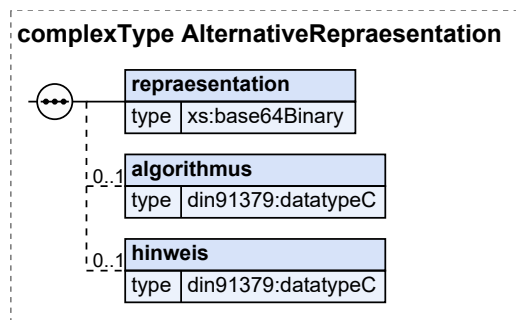 complexType AlternativeRepraesentation
repraesentation
type xs:base64Binary
0..1 algorithmus
type din91379:datatypeC
0..1 hinweis
type din91379:datatypeC